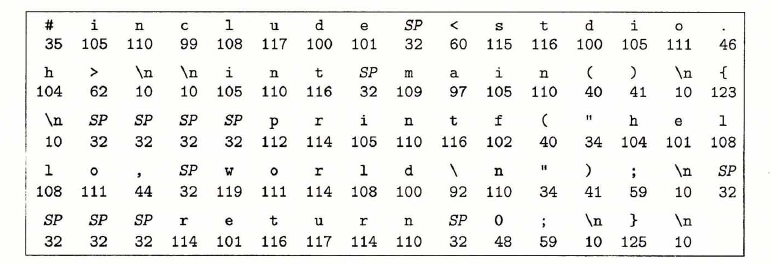 # i n c l u d e SP < s t d i o .
35 105 110 99 108 117 100 101 32 60 115 116 100 105 111 46
h > \n \n i n t SP m a i n ( ) \n {
104 62 10 10 105 110 116 32 109 97 105 110 40 41 10 123
\n SP SP SP SP p r i n t f ( " h e l
10 32 32 32 32 112 114 105 110 116 102 40 34 104 101 108
l o , SP w o r l d \ n " ) ; \n SP
108 111 44 32 119 111 114 108 100 92 110 34 41 59 10 32
SP SP SP r e t u r n SP 0 ; \n } \n
32 32 32 114 101 116 117 114 110 32 48 59 10 125 10